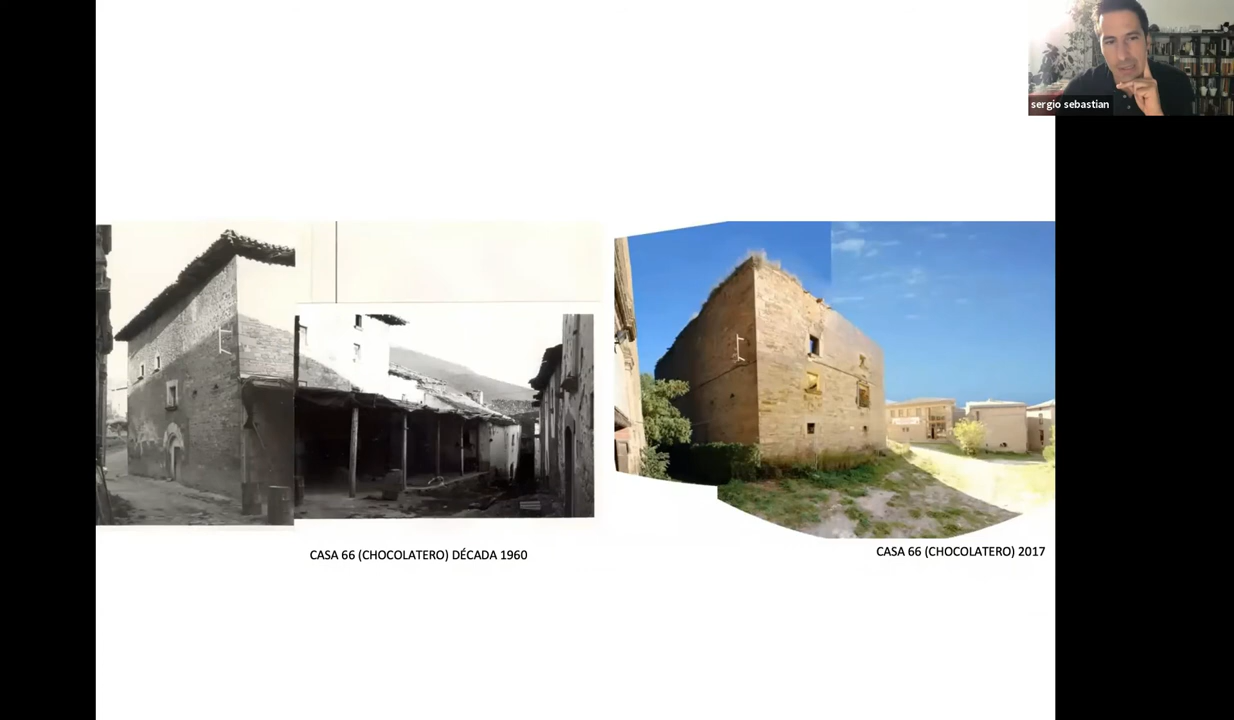 sergio sebastian
CASA 66 (CHOCOLATERO) DÉCADA 1960
CASA 66 (CHOCOLATERO) 2017